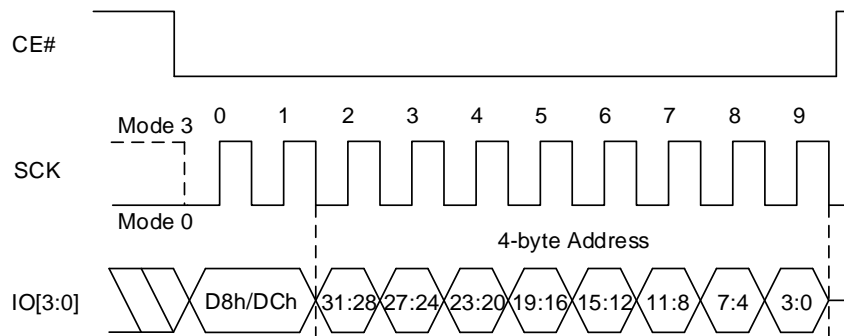 CE#
0 1 2 3 4 5 6 7 8 9
Mode 3
SCK
Mode 0
4-byte Address
IO[3:0] D8h/DCh 31:28 27:24 23:20 19:16 15:12 11:8 7:4 3:0